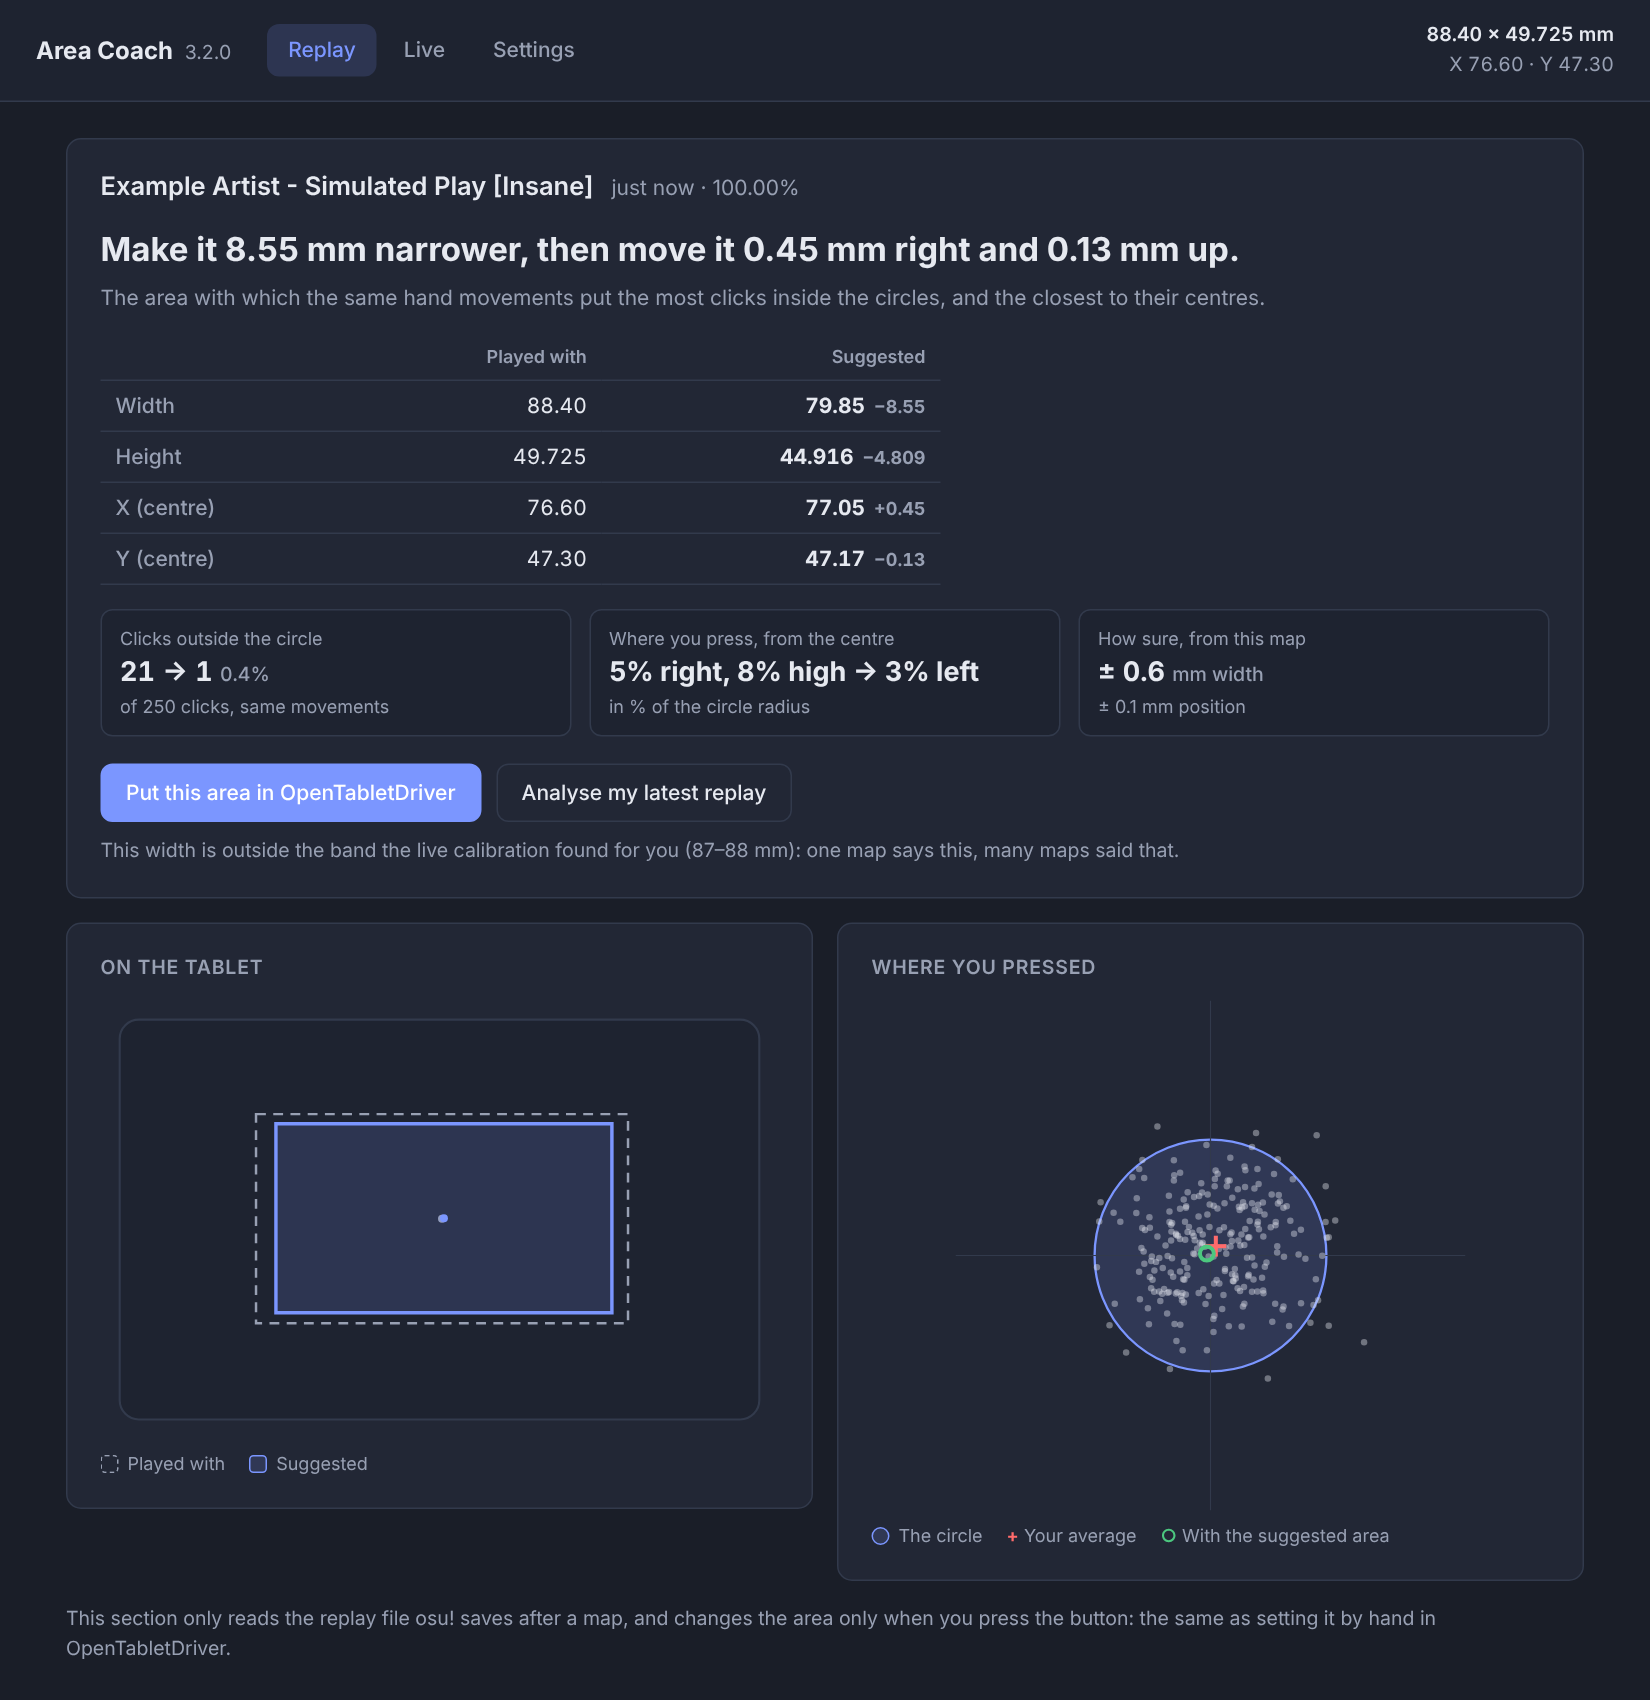 Area Coach 3.2.0 Replay Live Settings
88.40 × 49.725 mm
X 76.60 · Y 47.30
Example Artist - Simulated Play [Insane] just now · 100.00%
Make it 8.55 mm narrower, then move it 0.45 mm right and 0.13 mm up.
The area with which the same hand movements put the most clicks inside the circles, and the closest to their centres.
Played with Suggested
Width 88.40 79.85 −8.55
Height 49.725 44.916 −4.809
X (centre) 76.60 77.05 +0.45
Y (centre) 47.30 47.17 −0.13
Clicks outside the circle
21 → 1 0.4%
of 250 clicks, same movements
Where you press, from the centre
5% right, 8% high → 3% left
in % of the circle radius
How sure, from this map
± 0.6 mm width
± 0.1 mm position
Put this area in OpenTabletDriver Analyse my latest replay
This width is outside the band the live calibration found for you (87–88 mm): one map says this, many maps said that.
ON THE TABLET
Played with Suggested
WHERE YOU PRESSED
The circle + Your average With the suggested area
This section only reads the replay file osu! saves after a map, and changes the area only when you press the button: the same as setting it by hand in
OpenTabletDriver.